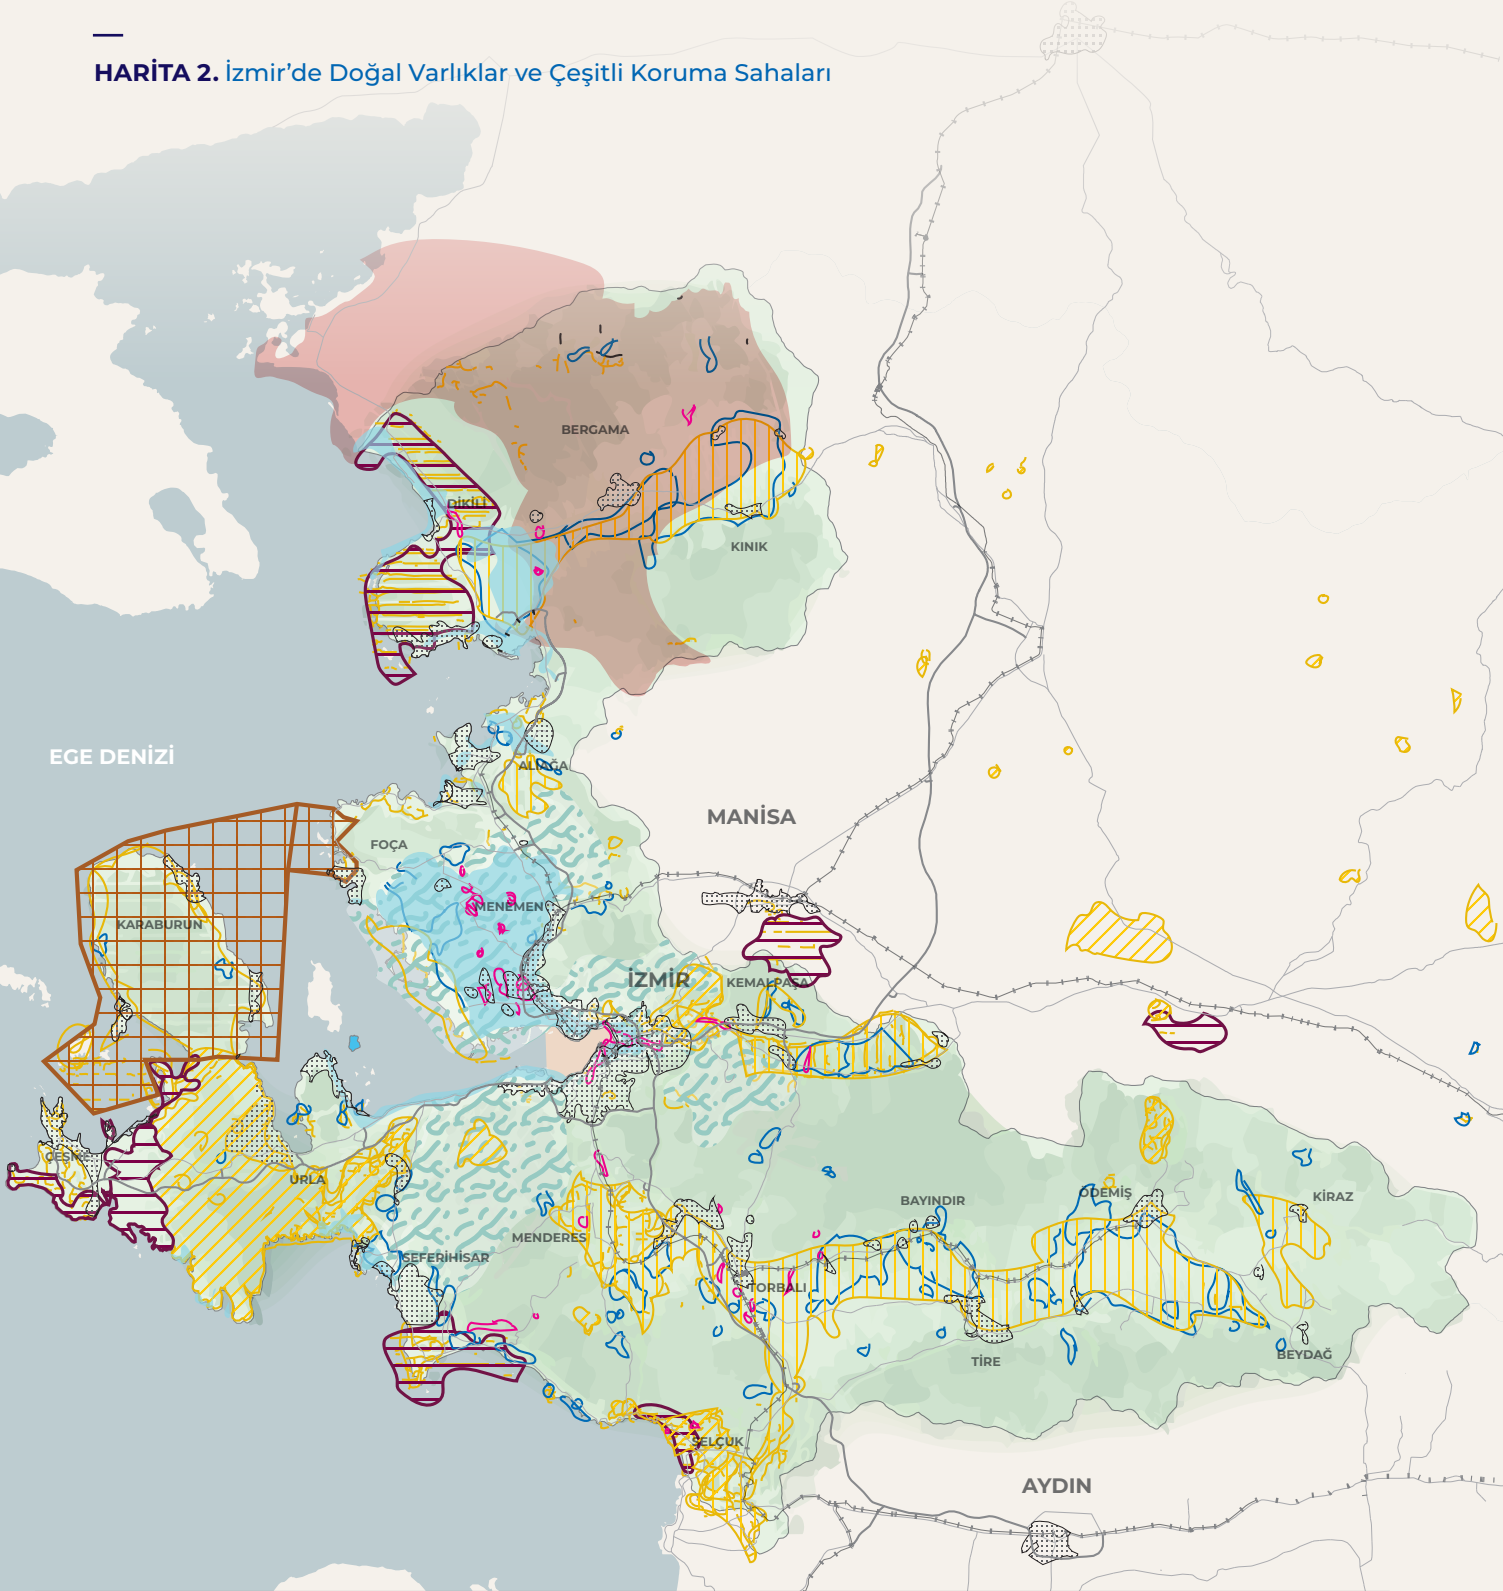 HARİTA 2. İzmir’de Doğal Varlıklar ve Çeşitli Koruma Sahaları
BERGAMA
DİKİLİ
KINIK
EGE DENİZİ
ALİAĞA
MANİSA
FOÇA
MENEMEN
KARABURUN
İZMİR
KEMALPAŞA
ÇEŞME
URLA
ÖDEMİŞ
KİRAZ
BAYINDIR
MENDERES
SEFERİHİSAR
TORBALI
BEYDAĞ
TİRE
SELÇUK
AYDIN